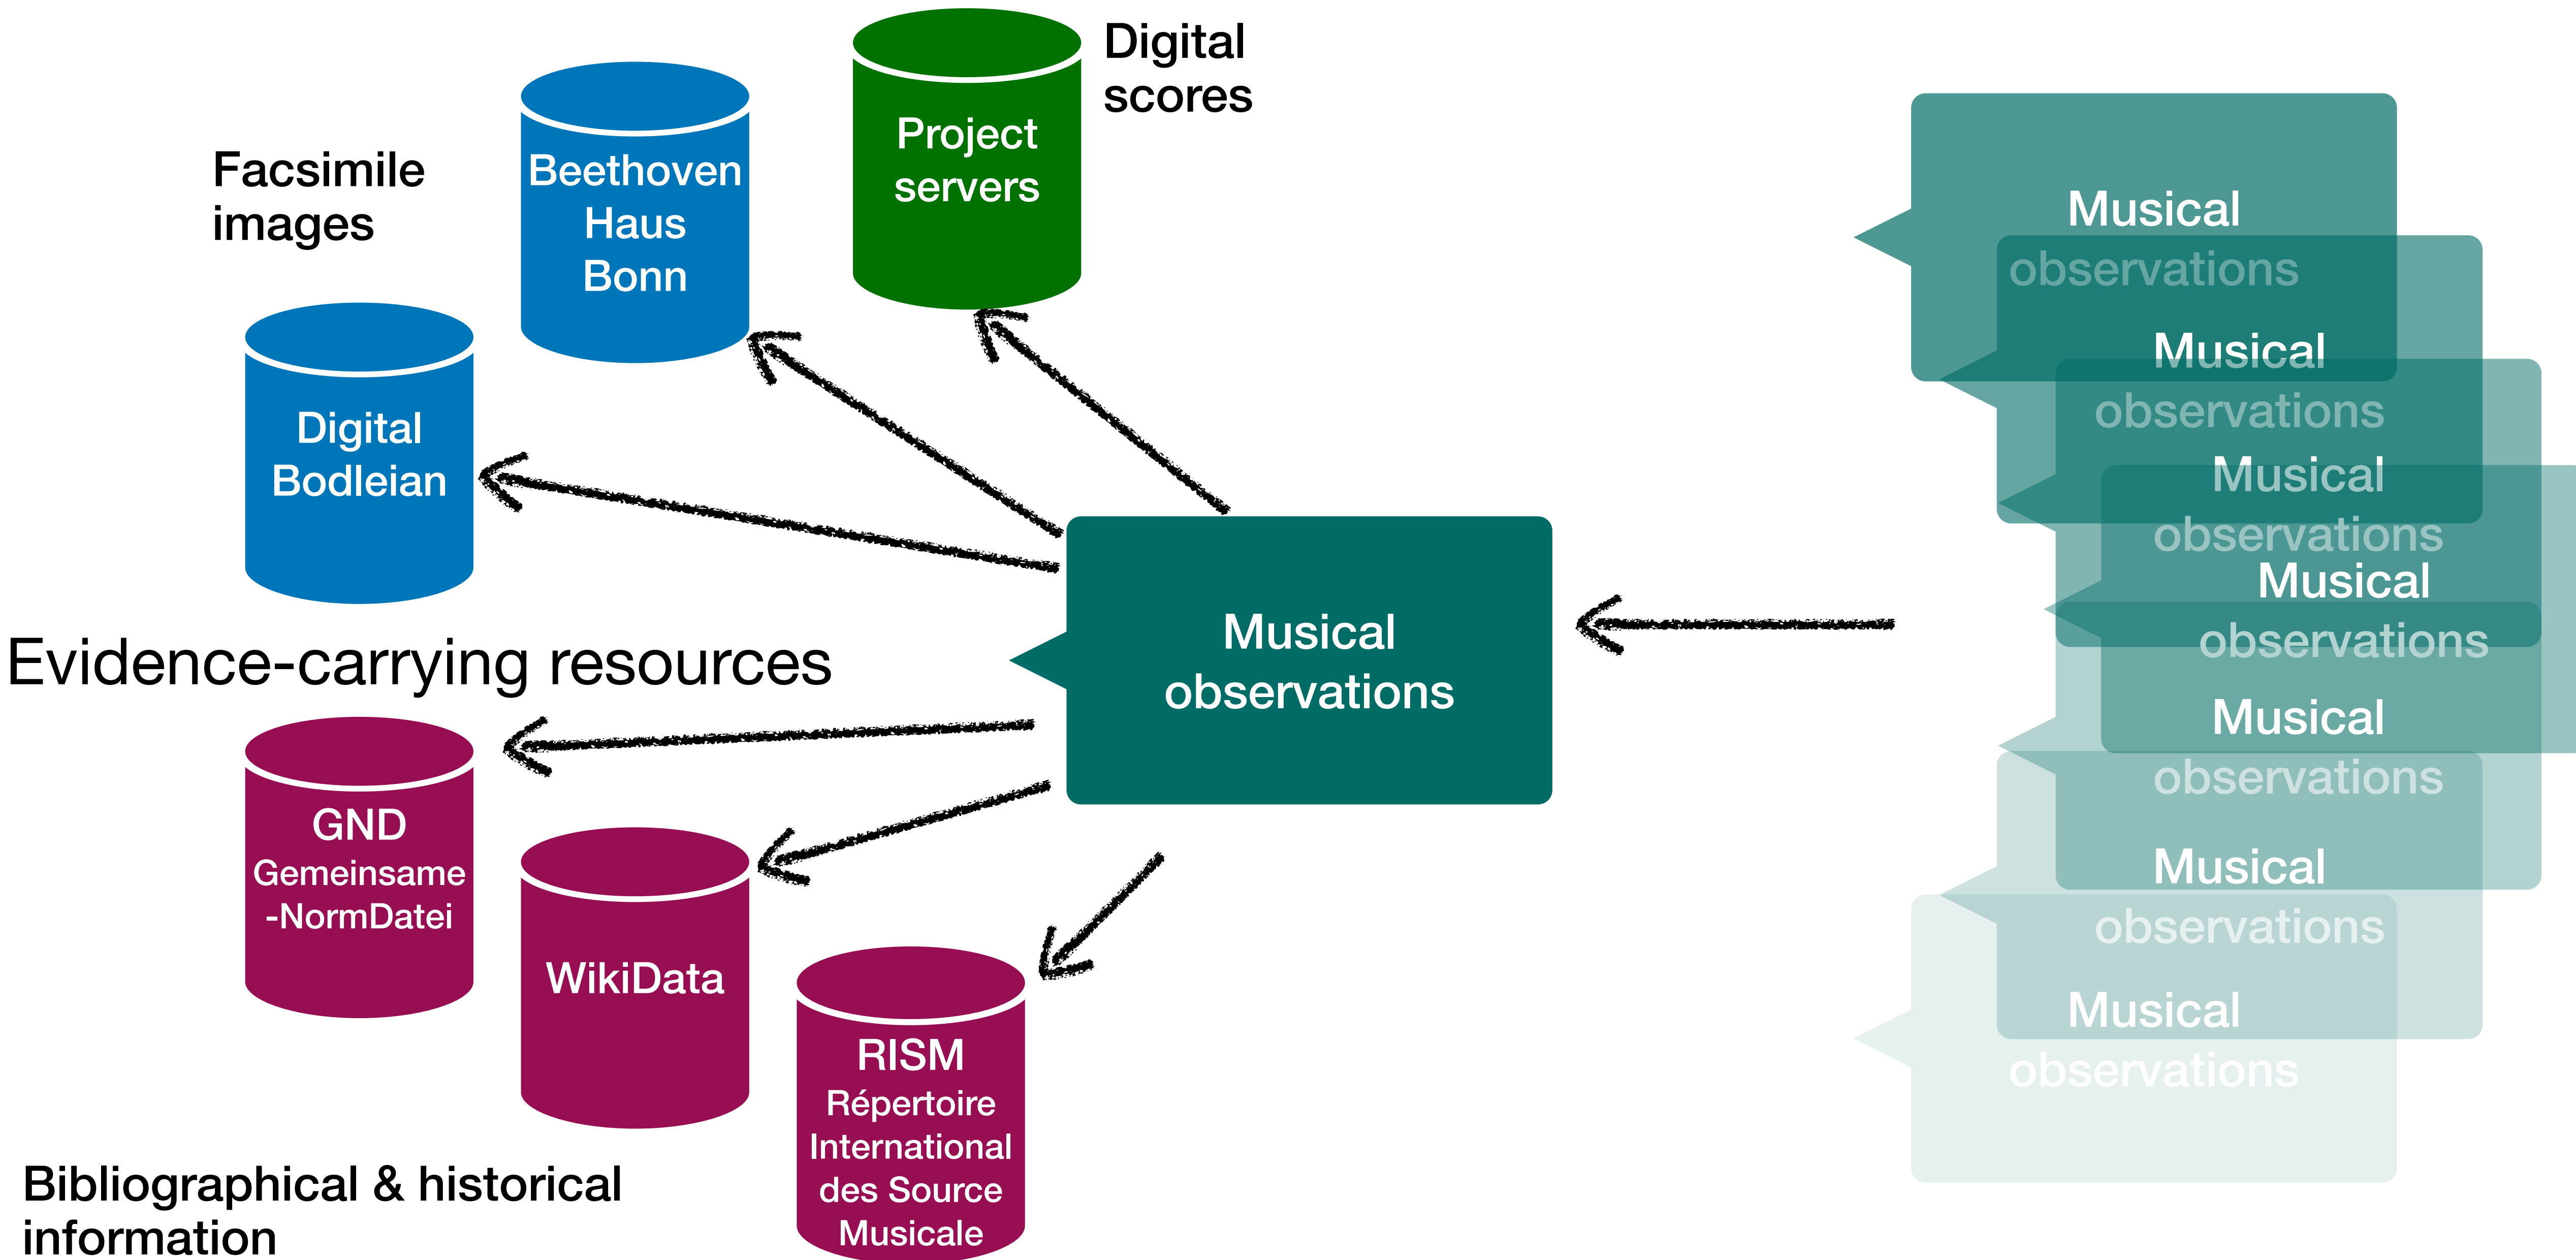 Digital
scores
Project
servers
Beethoven
Haus
Bonn
Facsimile
images
Digital
Bodleian
Evidence-carrying resources
GND
Gemeinsame
-NormDatei
WikiData
RISM
Répertoire
International
des Source
Musicale
Bibliographical & historical
information
Musical
observations
Musical
observations
Musical
observations
Musical
observations
Musical
observations
Musical
observations
Musical
observations
Musical
observations